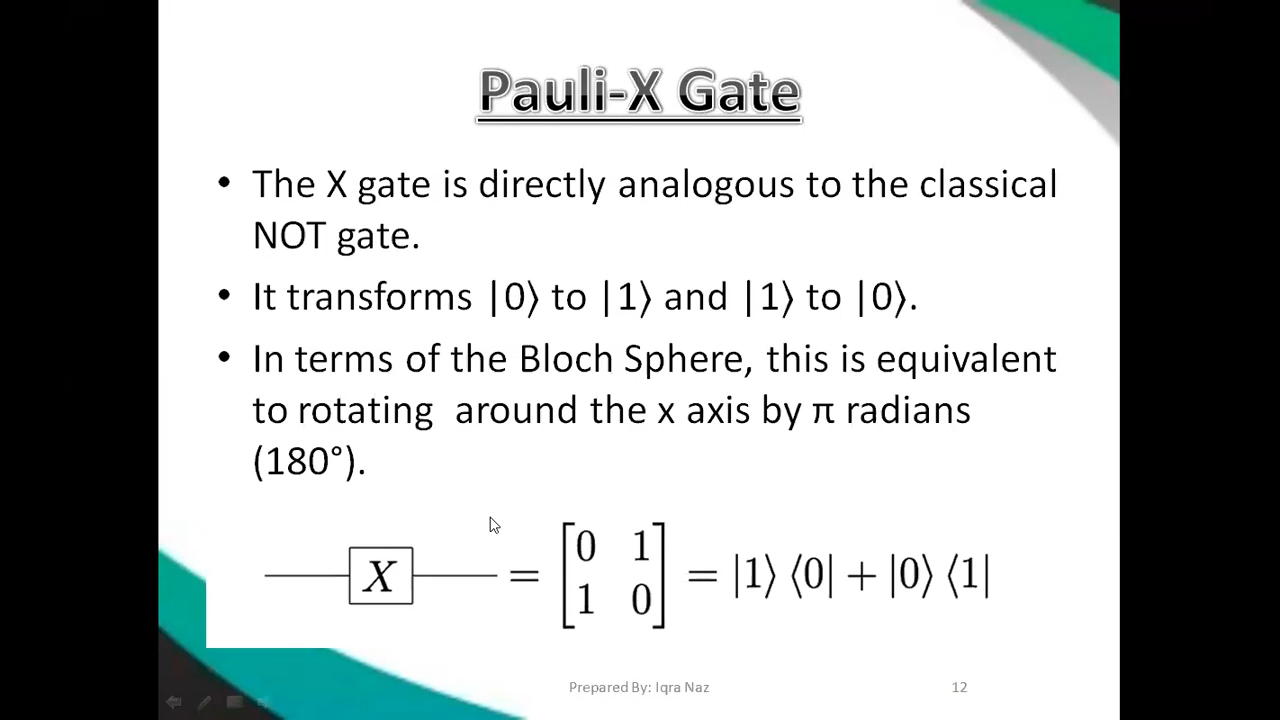 Pauli-X Gate
• The X gate is directly analogous to the classical
NOT gate.
• It transforms |0⟩ to |1⟩ and |1⟩ to |0⟩.
• In terms of the Bloch Sphere, this is equivalent
to rotating around the x axis by π radians
(180°).
X = [0 1
1 0] = |1⟩ ⟨0| + |0⟩ ⟨1|
Prepared By: Iqra Naz 12